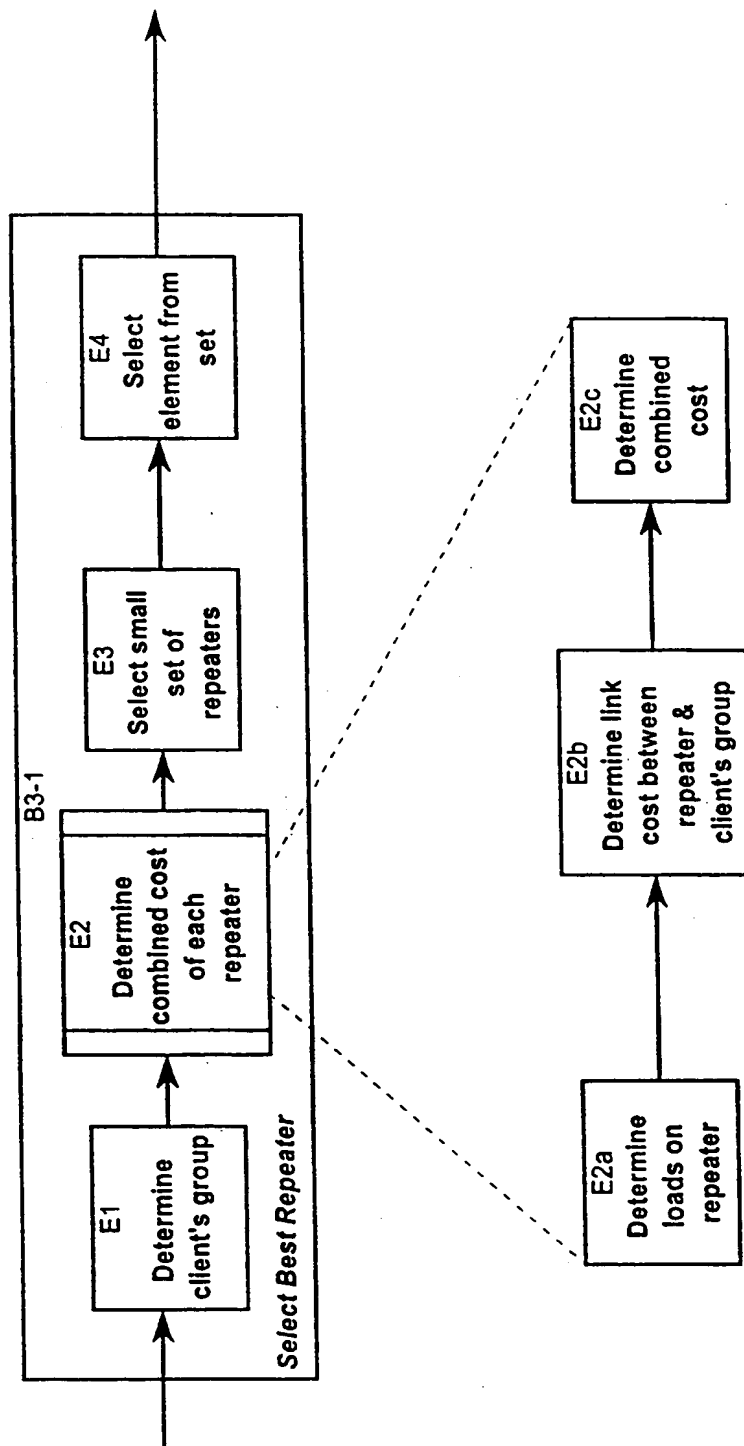 B3-1
E1
Determine
client's group
E2
Determine
combined cost
of each
repeater
E3
Select small
set of
repeaters
E4
Select
element from
set
Select Best Repeater
E2a
Determine
loads on
repeater
E2b
Determine link
cost between
repeater &
client's group
E2c
Determine
combined
cost